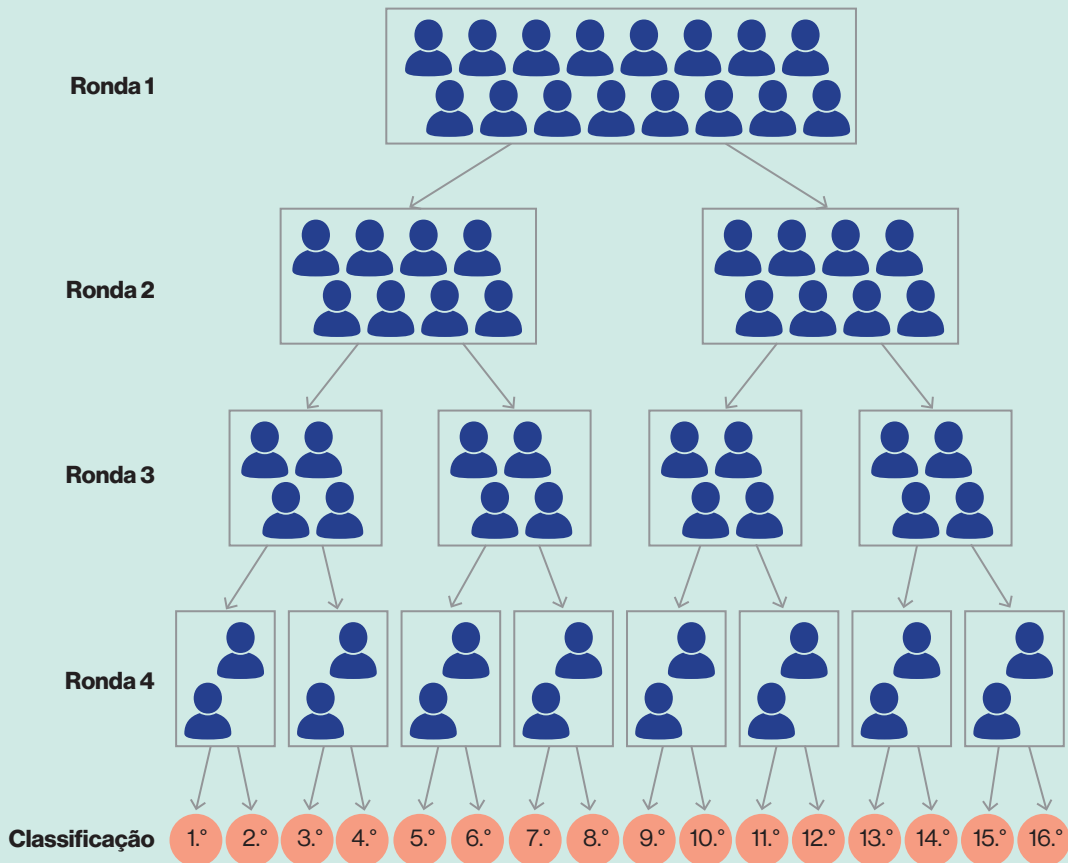 Ronda 1
Ronda 2
Ronda 3
Ronda 4
Classificação 1.º 2.º 3.º 4.º 5.º 6.º 7.º 8.º 9.º 10.º 11.º 12.º 13.º 14.º 15.º 16.º